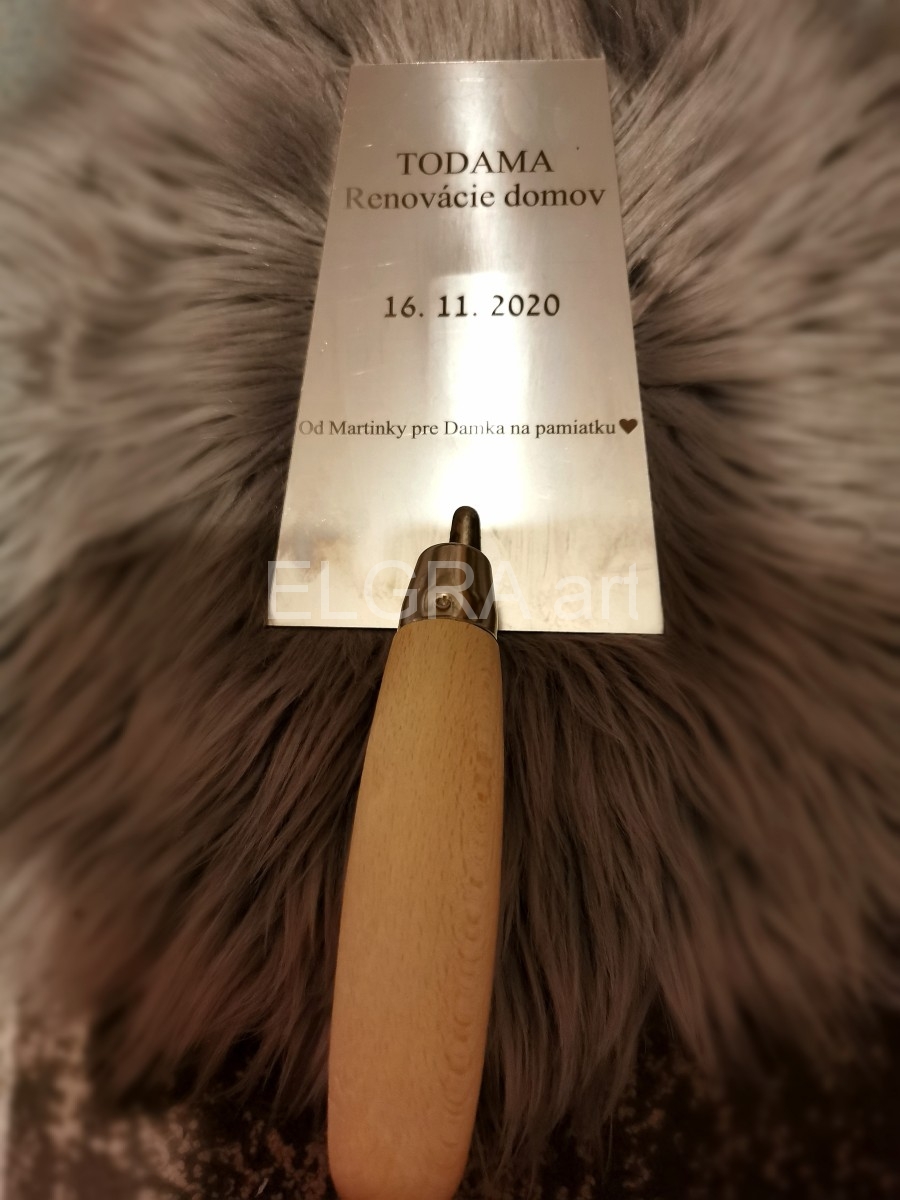 TODAMA
Renovácie domov
16. 11. 2020
Od Martinky pre Damka na pamiatku♥
ELGRA art